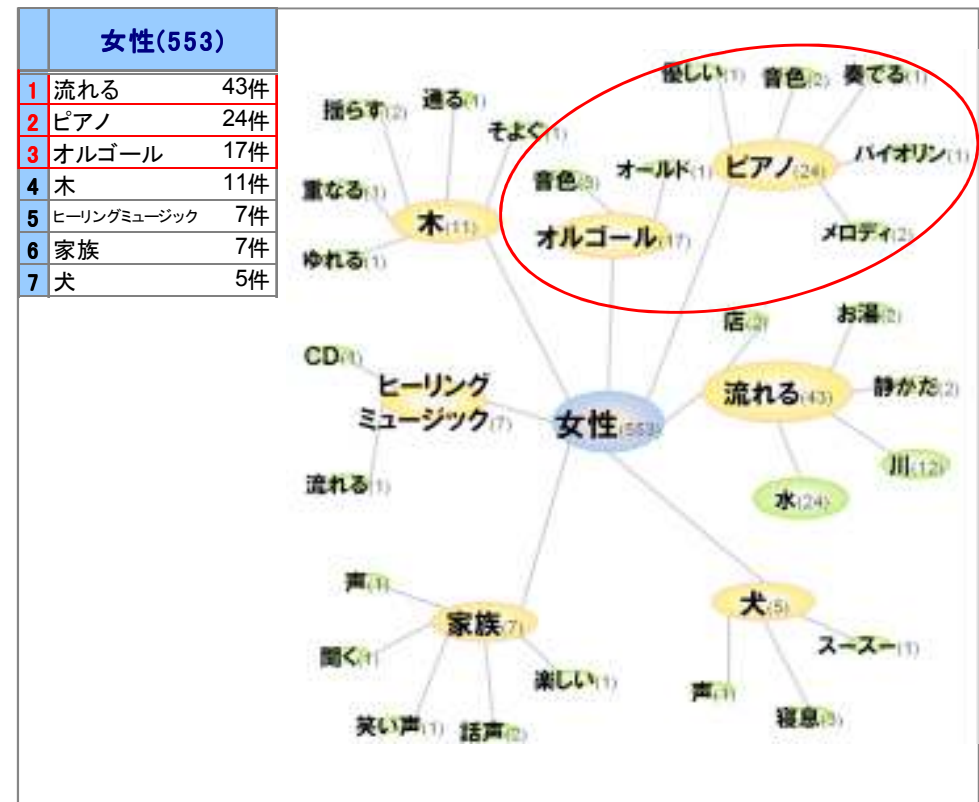 女性(553)
1 流れる 43件
2 ピアノ 24件
3 オルゴール 17件
4 木 11件
5 ヒーリングミュージック 7件
6 家族 7件
7 犬 5件
優しい(1)
音色(2)
奏でる(1)
揺らす(2)
通る(1)
そよぐ(1)
バイオリン(1)
ピアノ(24)
オールド(1)
音色(3)
重なる(1)
木(11)
オルゴール(17)
メロディ(2)
ゆれる(1)
店(2)
お湯(2)
CD(1)
ヒーリング
ミュージック(7)
女性(553)
流れる(43)
静かだ(2)
流れる(1)
川(12)
水(24)
声(1)
家族(7)
犬(5)
聞く(1)
スースー(1)
楽しい(1)
声(1)
笑い声(1)
話声(2)
寝息(3)